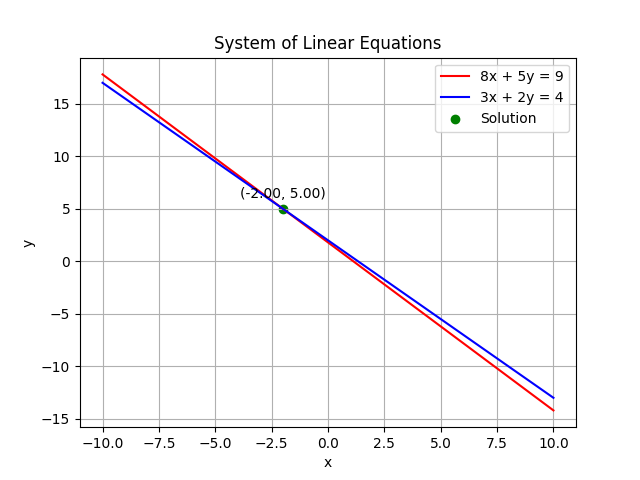 System of Linear Equations
8x + 5y = 9
3x + 2y = 4
Solution
(-2.00, 5.00)
15
10
5
0
−5
−10
−15
y
−10.0 −7.5 −5.0 −2.5 0.0 2.5 5.0 7.5 10.0
x